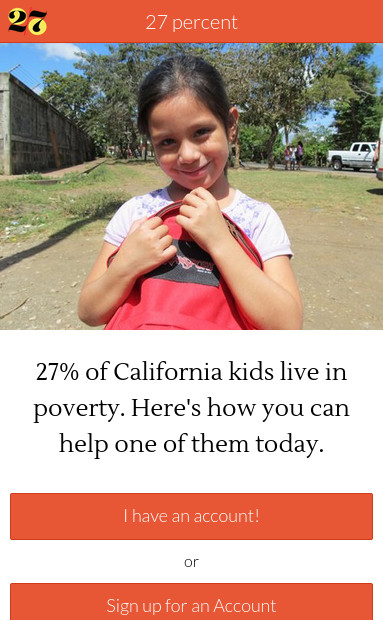 27
27 percent
27% of California kids live in
poverty. Here's how you can
help one of them today.
I have an account!
or
Sign up for an Account